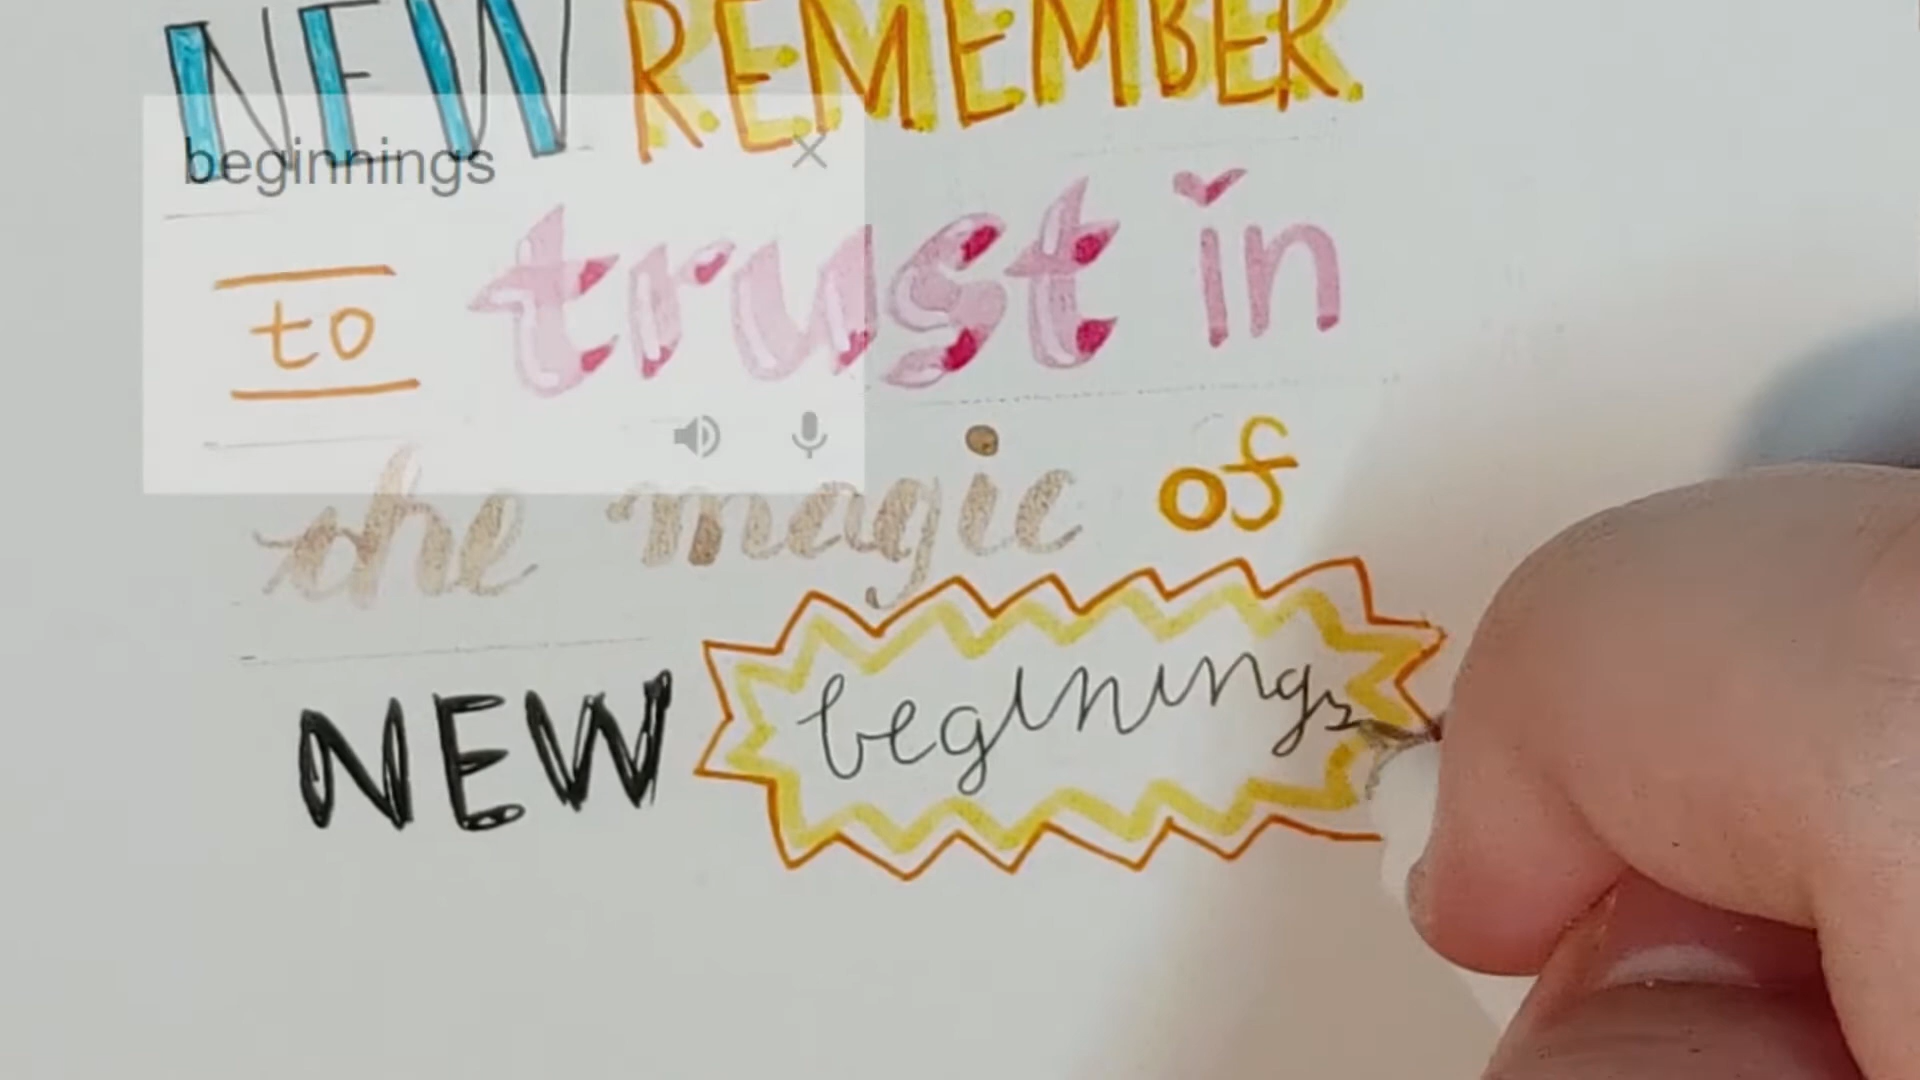 NEW REMEMBER
beginnings
to trust in
the magic of
NEW beginings